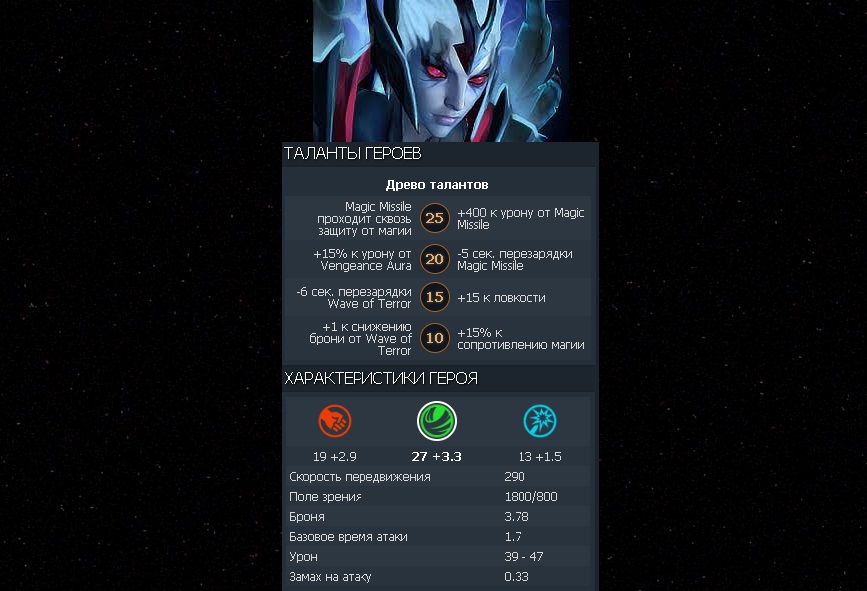 ТАЛАНТЫ ГЕРОЕВ
Древо талантов
Magic Missile
проходит сквозь
защиту от магии
25
+400 к урону от Magic
Missile
+15% к урону от
Vengeance Aura
20
-5 сек. перезарядки
Magic Missile
-6 сек. перезарядки
Wave of Terror
15
+15 к ловкости
+1 к снижению
брони от Wave of
Terror
10
+15% к
сопротивлению магии
ХАРАКТЕРИСТИКИ ГЕРОЯ
19 +2.9
27 +3.3
13 +1.5
Скорость передвижения 290
Поле зрения 1800/800
Броня 3.78
Базовое время атаки 1.7
Урон 39 - 47
Замах на атаку 0.33